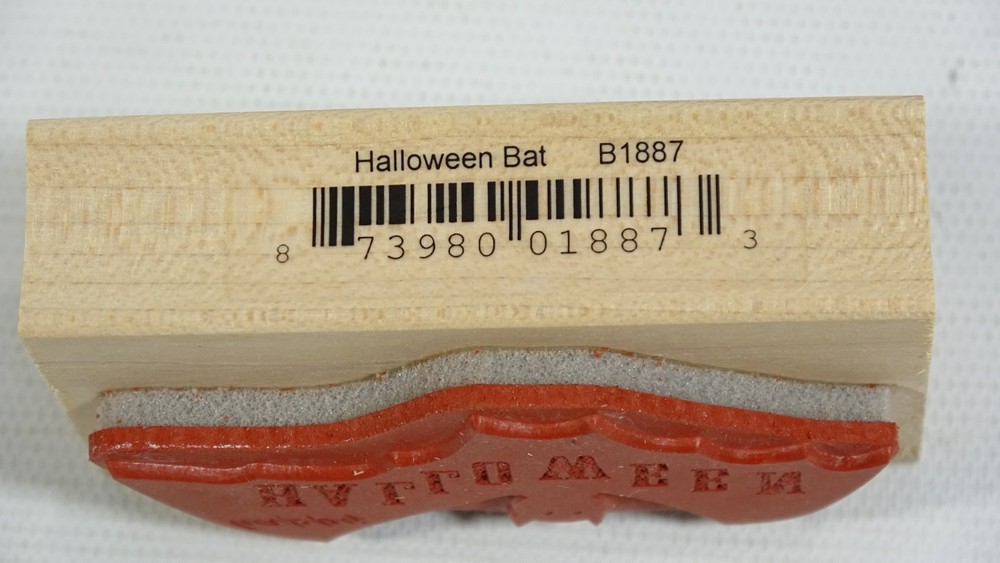 Halloween Bat B1887
8 73980 01887 3
HALLOWEEN